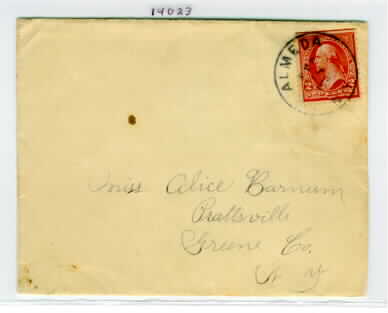 14023
ALMEDA
Miss Alice Barnum
Prattsville
Greene Co.
N. Y